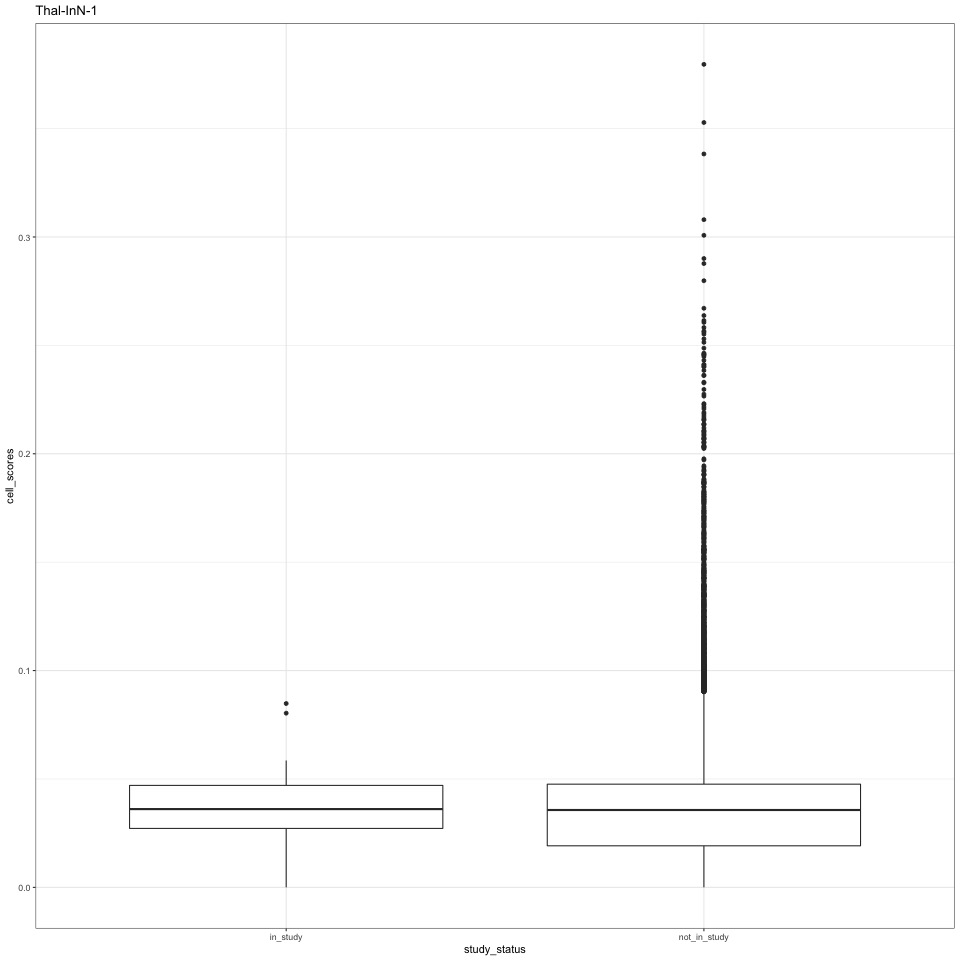 Thal-InN-1
cell_scores
0.3
0.2
0.1
0.0
in_study
not_in_study
study_status